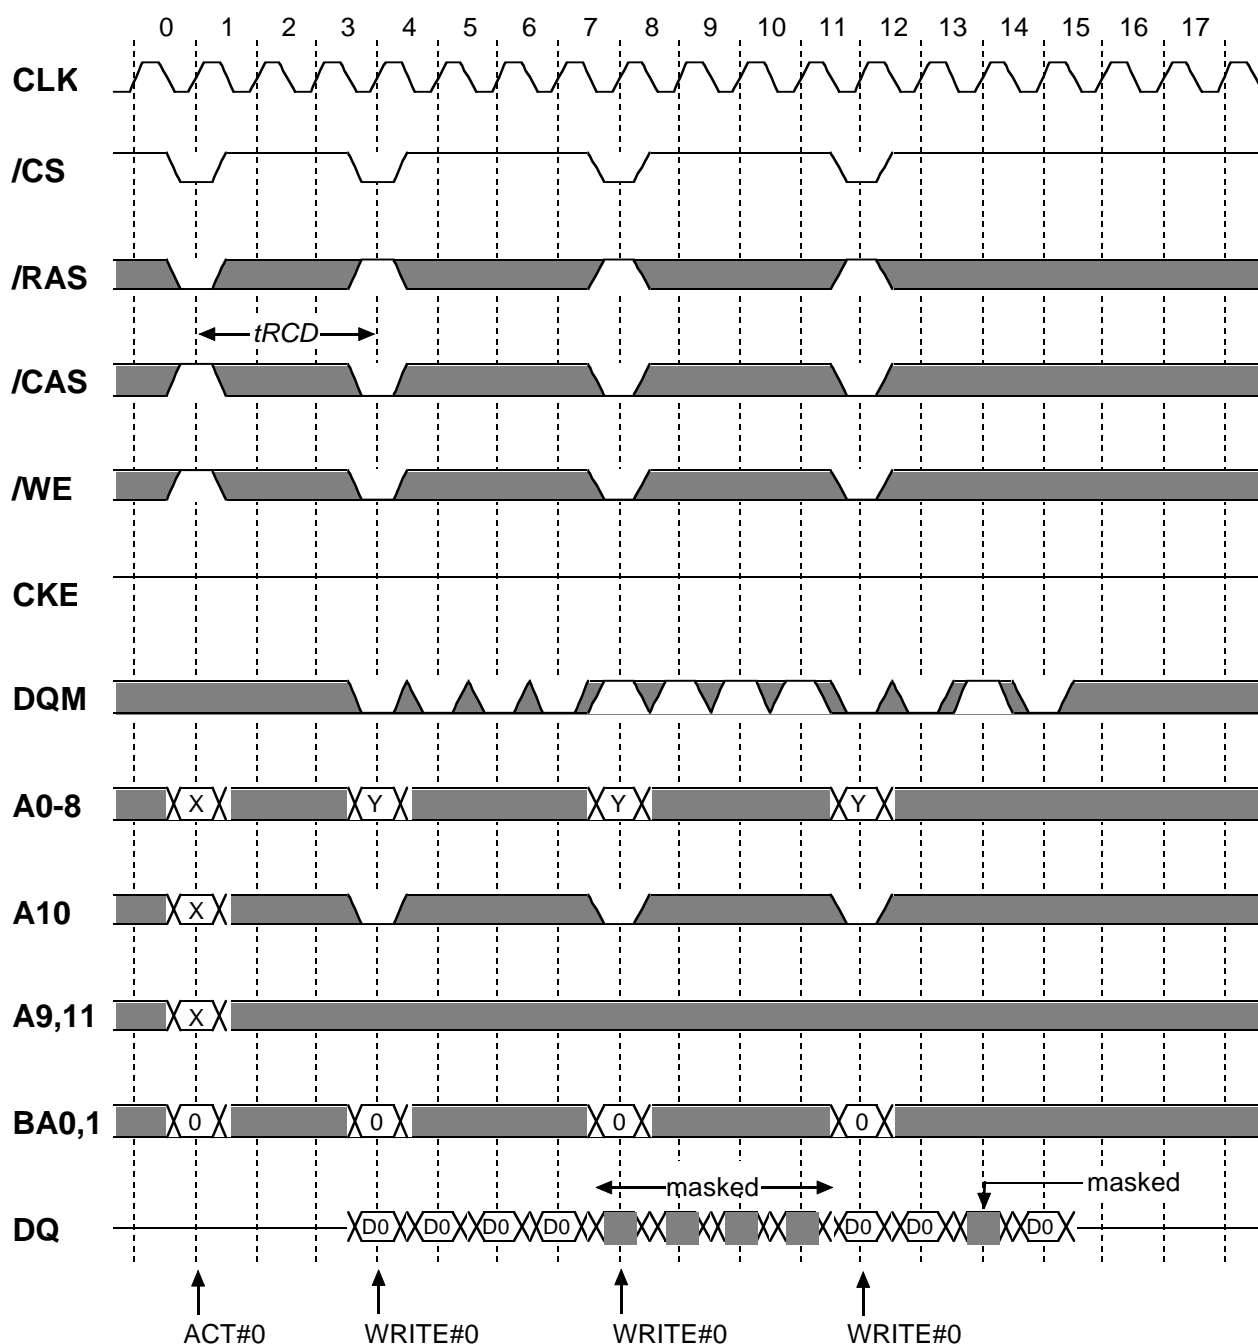 0 1 2 3 4 5 6 7 8 9 10 11 12 13 14 15 16 17
CLK
/CS
/RAS
tRCD
/CAS
/WE
CKE
DQM
A0-8 X Y Y Y
A10 X
A9,11 X
BA0,1 0 0 0 0
masked masked
DQ D0 D0 D0 D0 D0 D0 D0
ACT#0 WRITE#0 WRITE#0 WRITE#0